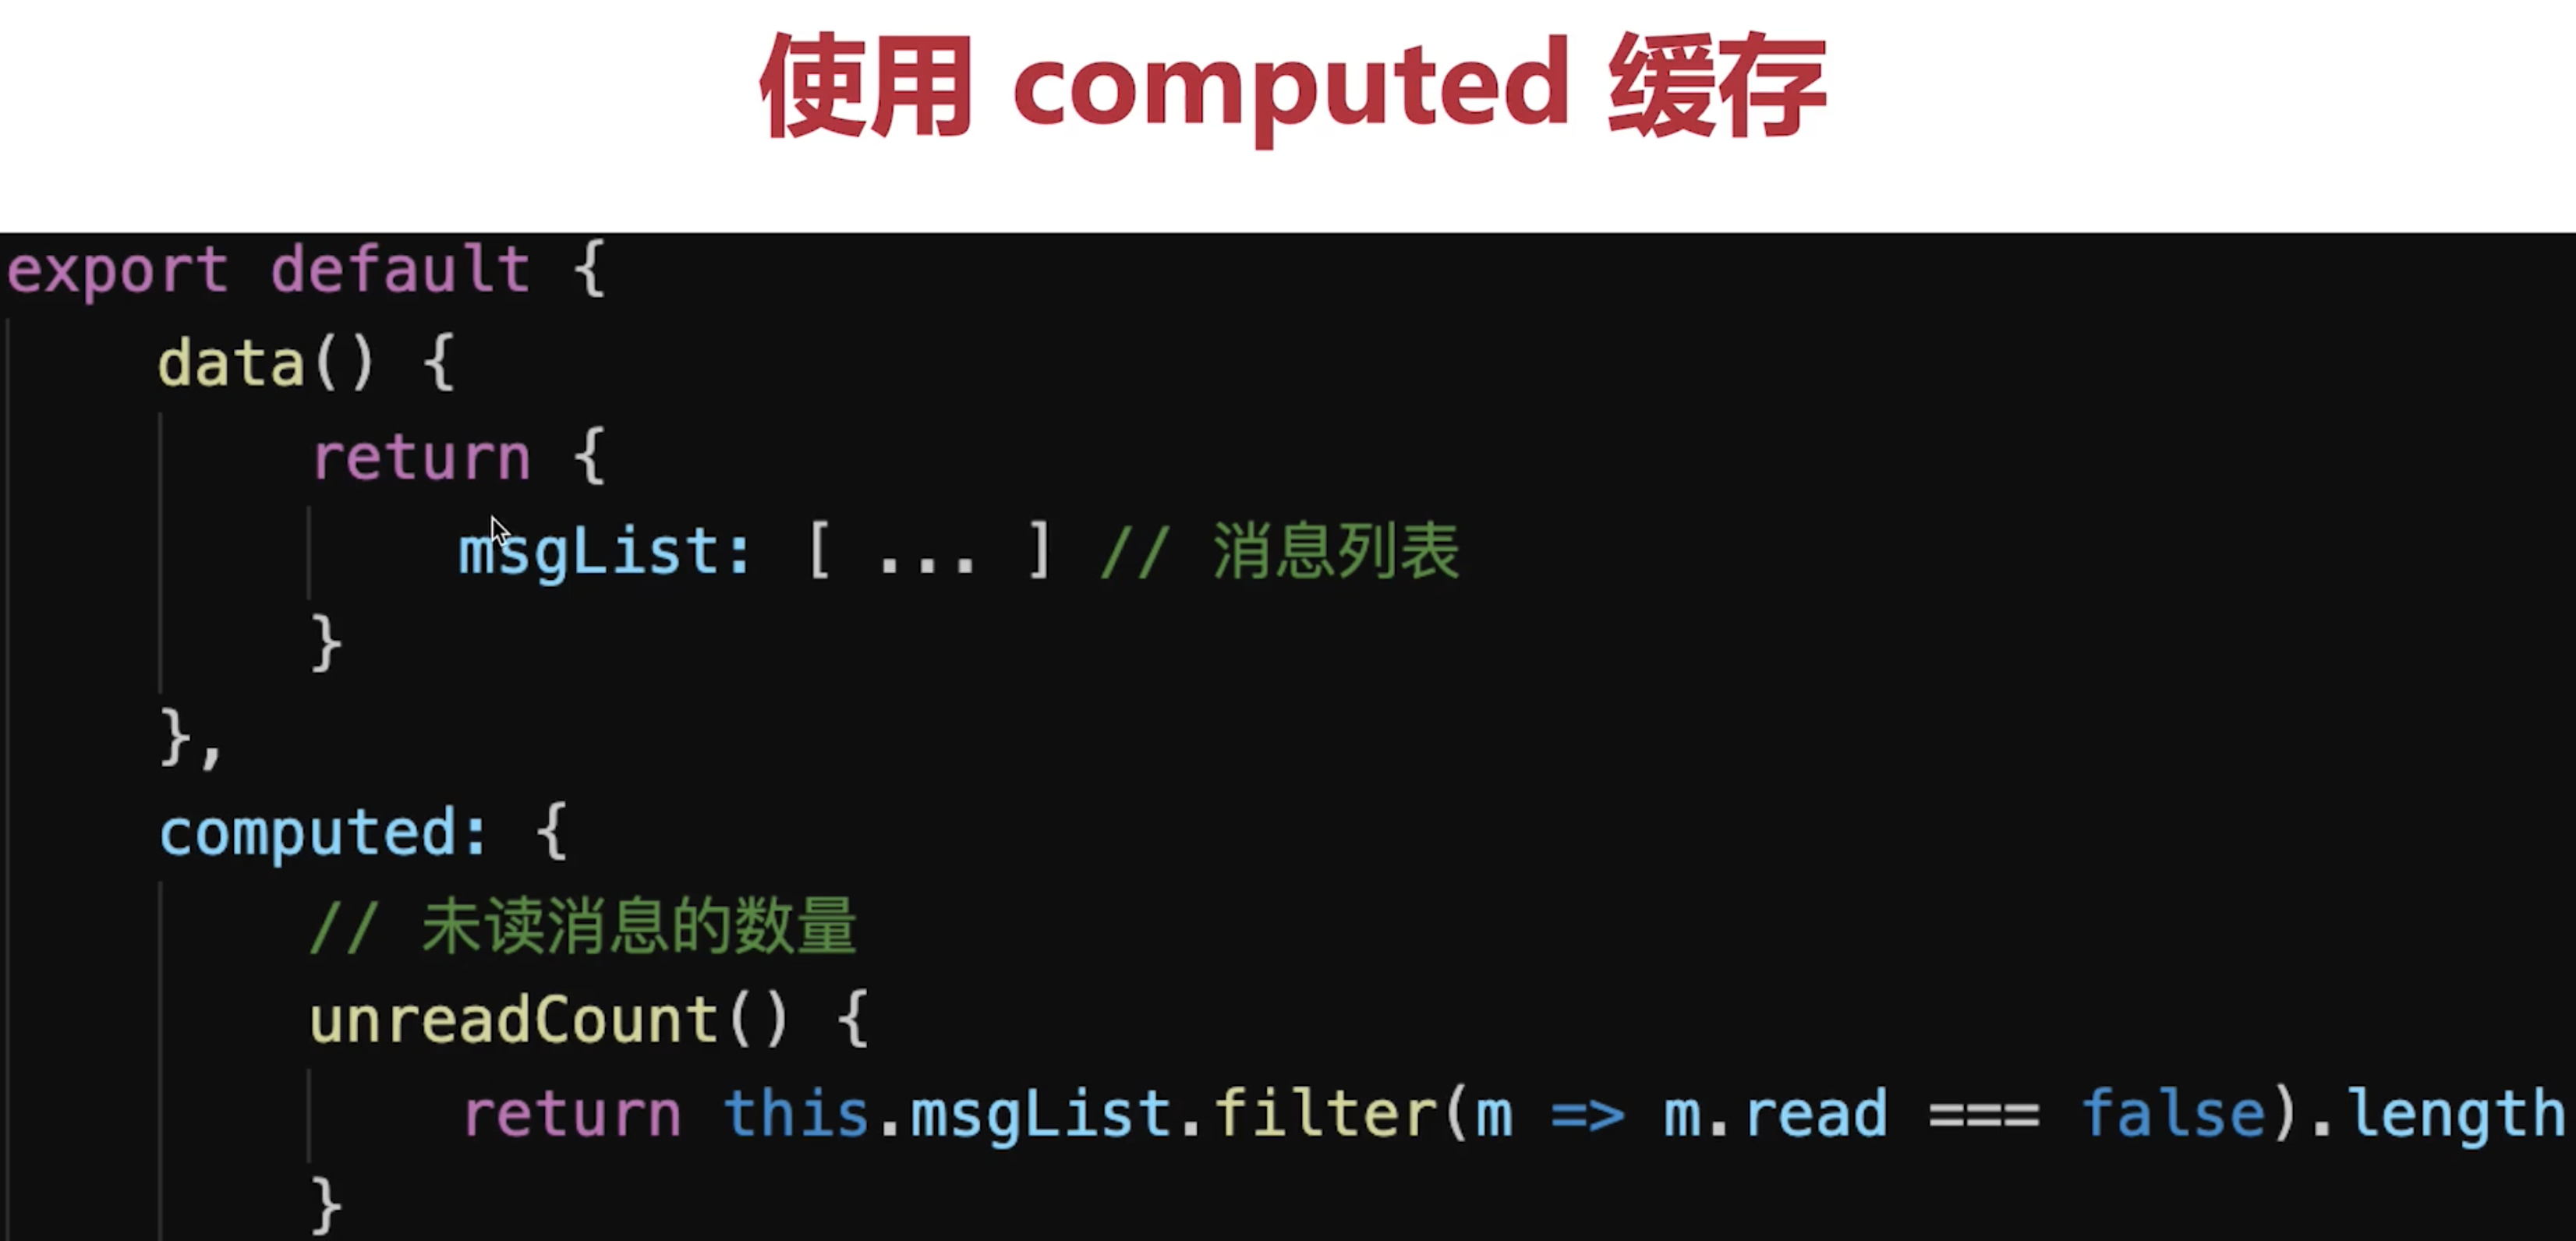 使用 computed 缓存
export default {
    data() {
        return {
            msgList: [ ... ] // 消息列表
        }
    },
    computed: {
        // 未读消息的数量
        unreadCount() {
            return this.msgList.filter(m => m.read === false).length
        }